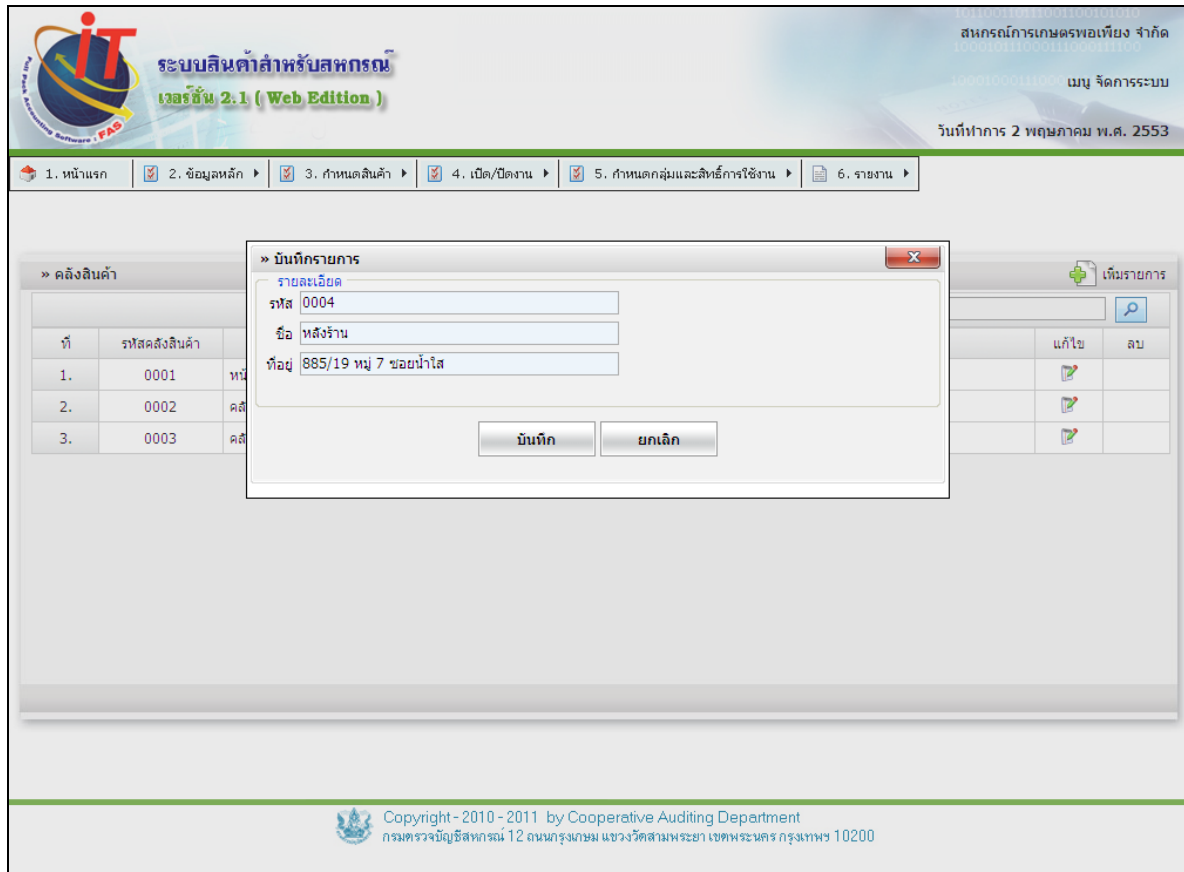 iT
Full Pack Accounting Software : FAS
ระบบสินค้าสำหรับสหกรณ์
เวอร์ชั่น 2.1 ( Web Edition )
สหกรณ์การเกษตรพอเพียง จำกัด
เมนู จัดการระบบ
วันที่ทำการ 2 พฤษภาคม พ.ศ. 2553
1. หน้าแรก 2. ข้อมูลหลัก 3. กำหนดสินค้า 4. เปิด/ปิดงาน 5. กำหนดกลุ่มและสิทธิ์การใช้งาน 6. รายงาน
» คลังสินค้า
เพิ่มรายการ
ที่ รหัสคลังสินค้า แก้ไข ลบ
1. 0001
2. 0002
3. 0003
» บันทึกรายการ
x
รายละเอียด
รหัส 0004
ชื่อ หลังร้าน
ที่อยู่ 885/19 หมู่ 7 ซอยน้ำใส
บันทึก ยกเลิก
Copyright - 2010 - 2011 by Cooperative Auditing Department
กรมตรวจบัญชีสหกรณ์ 12 ถนนกรุงเกษม แขวงวัดสามพระยา เขตพระนคร กรุงเทพฯ 10200